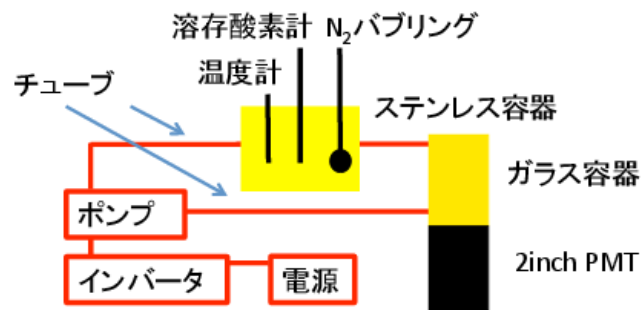 溶存酸素計 N₂バブリング
チューブ
温度計
ステンレス容器
ガラス容器
ポンプ
2inch PMT
インバータ
電源